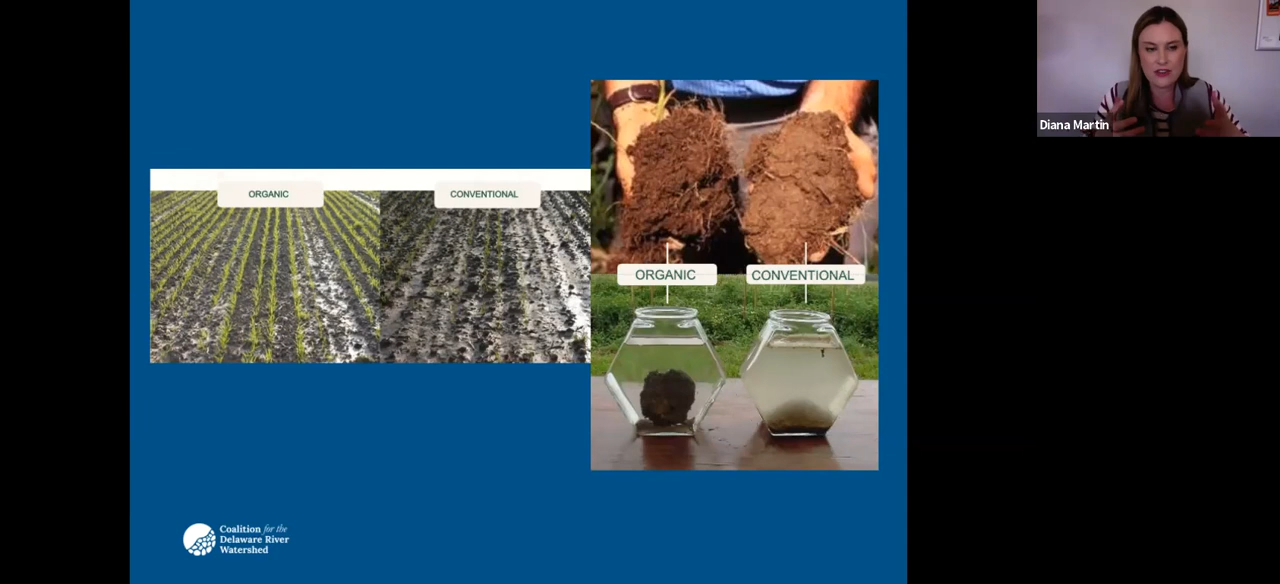 ORGANIC
CONVENTIONAL
ORGANIC
CONVENTIONAL
Coalition for the
Delaware River
Watershed
Diana Martin